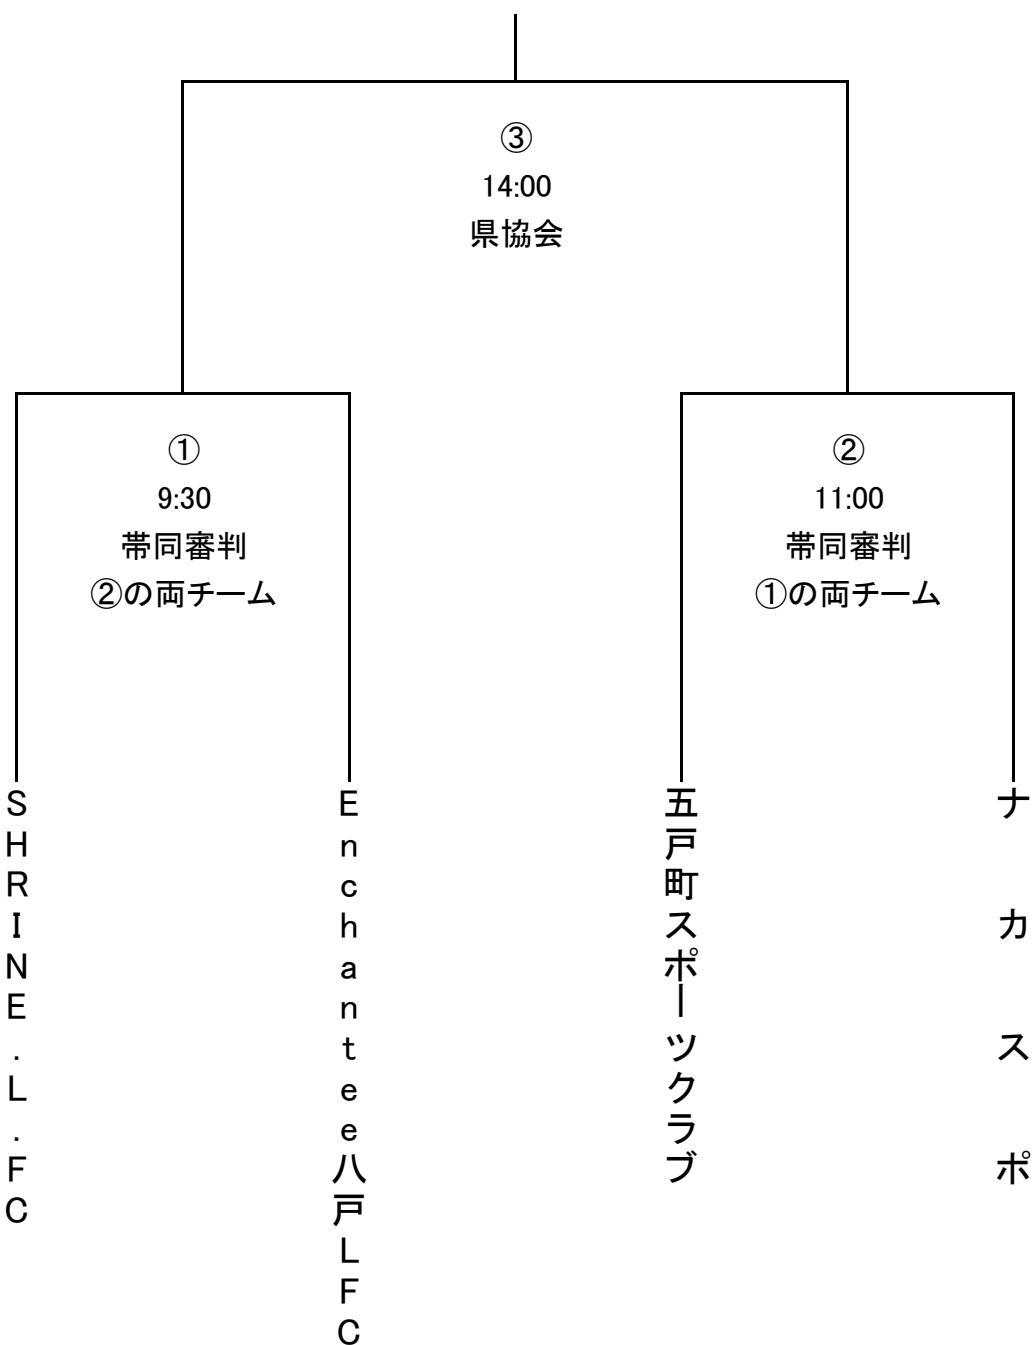 ③
14:00
県協会
①
9:30
帯同審判
②の両チーム
②
11:00
帯同審判
①の両チーム
SHRINE.L.FC
Enchantee八戸LFC
五戸町スポーツクラブ
ナカスポ